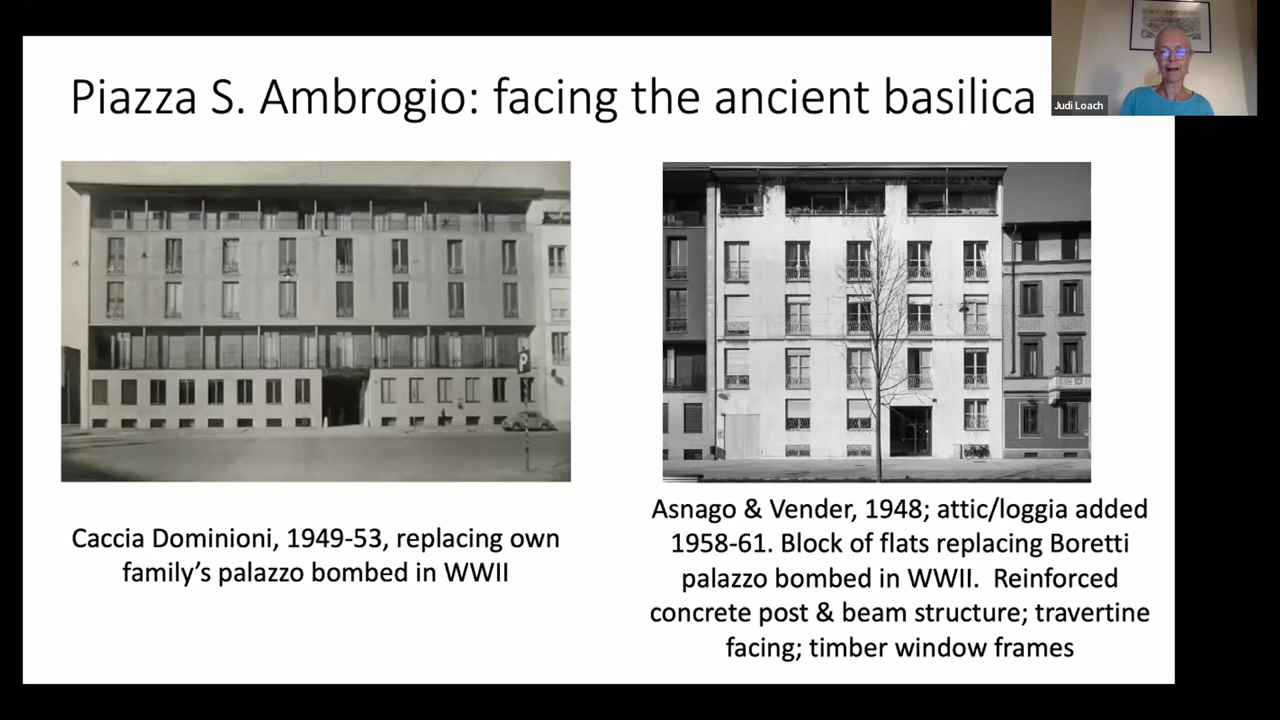 Piazza S. Ambrogio: facing the ancient basilica
Judi Loach
P
Caccia Dominioni, 1949-53, replacing own
family’s palazzo bombed in WWII
Asnago & Vender, 1948; attic/loggia added
1958-61. Block of flats replacing Boretti
palazzo bombed in WWII.  Reinforced
concrete post & beam structure; travertine
facing; timber window frames